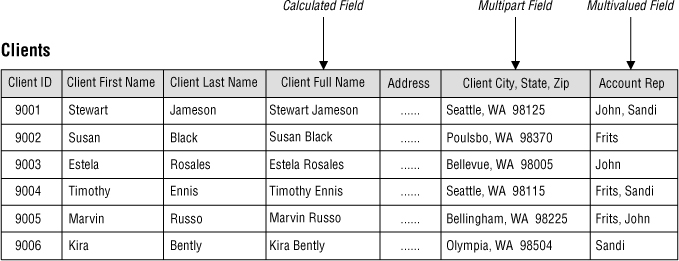 Calculated Field Multipart Field Multivalued Field
Clients
Client ID Client First Name Client Last Name Client Full Name Address Client City, State, Zip Account Rep
9001 Stewart Jameson Stewart Jameson ...... Seattle, WA 98125 John, Sandi
9002 Susan Black Susan Black ...... Poulsbo, WA 98370 Frits
9003 Estela Rosales Estela Rosales ...... Bellevue, WA 98005 John
9004 Timothy Ennis Timothy Ennis ...... Seattle, WA 98115 Frits, Sandi
9005 Marvin Russo Marvin Russo ...... Bellingham, WA 98225 Frits, John
9006 Kira Bently Kira Bently ...... Olympia, WA 98504 Sandi